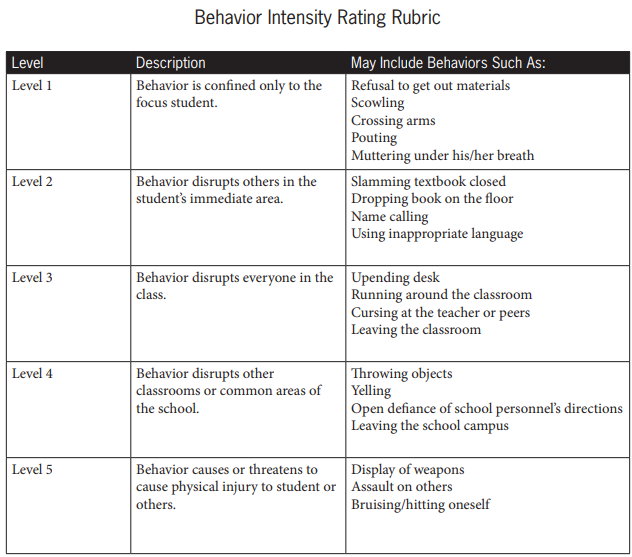 Behavior Intensity Rating Rubric
Level Description May Include Behaviors Such As:
Level 1 Behavior is confined only to the Refusal to get out materials
focus student. Scowling
Crossing arms
Pouting
Muttering under his/her breath
Level 2 Behavior disrupts others in the Slamming textbook closed
student’s immediate area. Dropping book on the floor
Name calling
Using inappropriate language
Level 3 Behavior disrupts everyone in the Upending desk
class. Running around the classroom
Cursing at the teacher or peers
Leaving the classroom
Level 4 Behavior disrupts other Throwing objects
classrooms or common areas of Yelling
the school. Open defiance of school personnel’s directions
Leaving the school campus
Level 5 Behavior causes or threatens to Display of weapons
cause physical injury to student or Assault on others
others. Bruising/hitting oneself